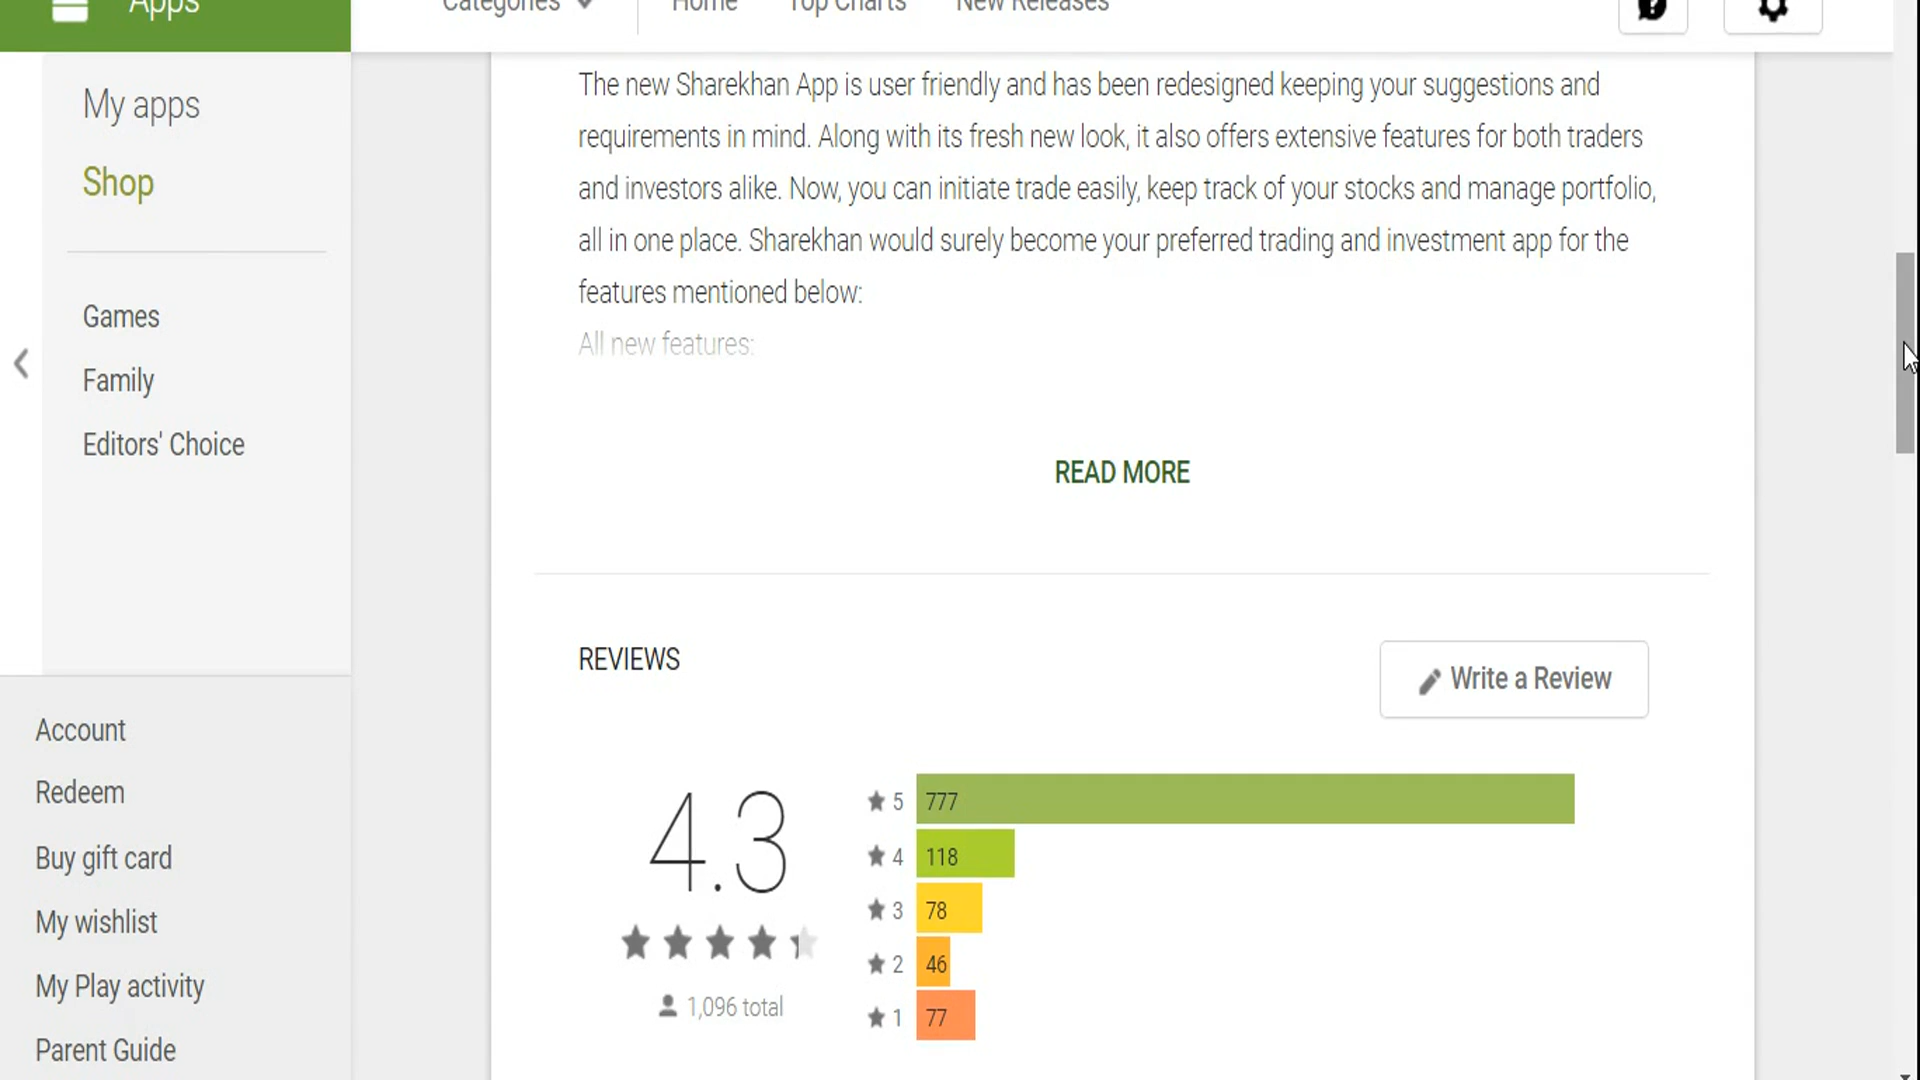 Apps
Categories
Home
Top Charts
New Releases
My apps
Shop
Games
Family
Editors' Choice
Account
Redeem
Buy gift card
My wishlist
My Play activity
Parent Guide
The new Sharekhan App is user friendly and has been redesigned keeping your suggestions and
requirements in mind. Along with its fresh new look, it also offers extensive features for both traders
and investors alike. Now, you can initiate trade easily, keep track of your stocks and manage portfolio,
all in one place. Sharekhan would surely become your preferred trading and investment app for the
features mentioned below:
All new features:
READ MORE
REVIEWS
Write a Review
4.3
1,096 total
5 777
4 118
3 78
2 46
1 77